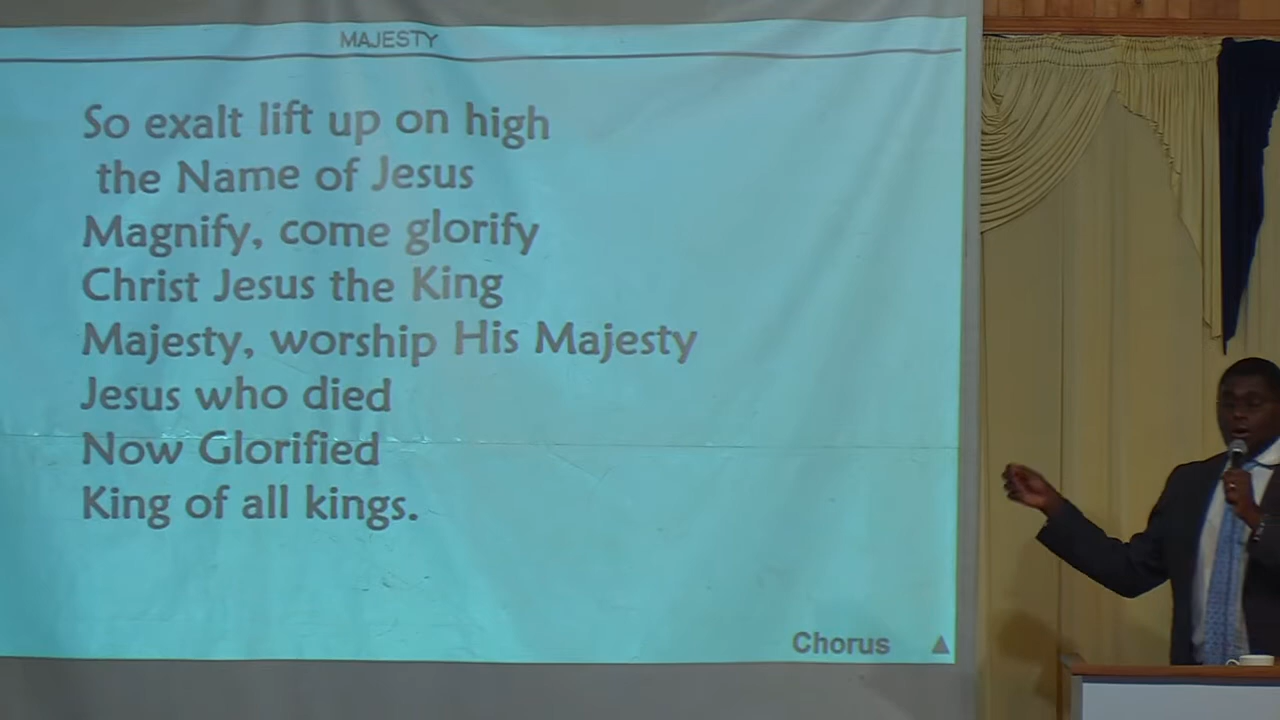 MAJESTY
So exalt lift up on high
the Name of Jesus
Magnify, come glorify
Christ Jesus the King
Majesty, worship His Majesty
Jesus who died
Now Glorified
King of all kings.
Chorus